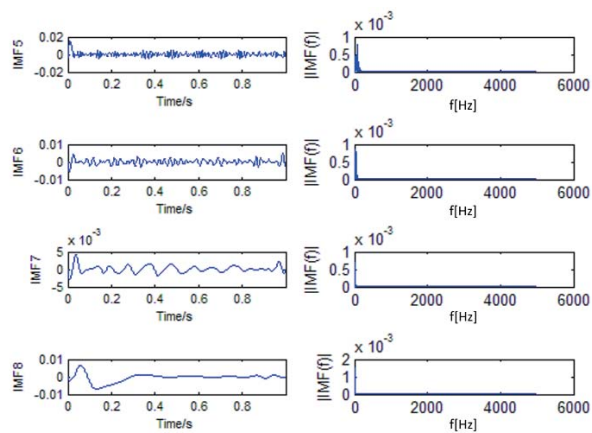 0.02
0
-0.02
IMF5
0 0.2 0.4 0.6 0.8
Time/s
x 10-3
1
0.5
0
|IMF(f)|
0 2000 4000 6000
f[Hz]
0.01
0
-0.01
IMF6
0 0.2 0.4 0.6 0.8
Time/s
x 10-3
1
0.5
0
|IMF(f)|
0 2000 4000 6000
f[Hz]
x 10-3
5
0
-5
IMF7
0 0.2 0.4 0.6 0.8
Time/s
x 10-3
1
0.5
0
|IMF(f)|
0 2000 4000 6000
f[Hz]
0.01
0
-0.01
IMF8
0 0.2 0.4 0.6 0.8
Time/s
x 10-3
2
1
0
|IMF(f)|
0 2000 4000 6000
f[Hz]